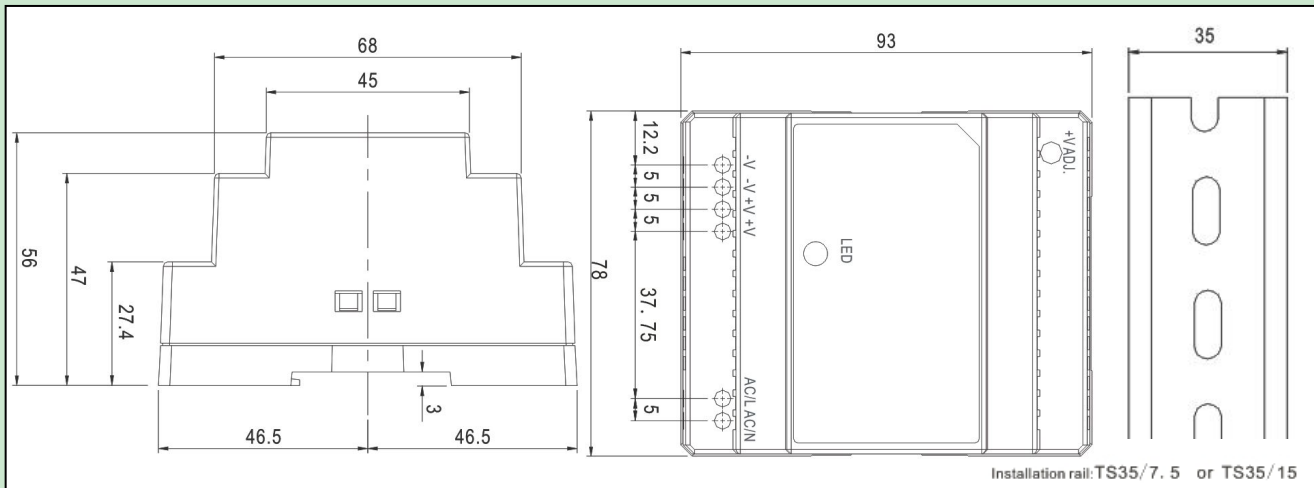 68
45
56
47
27.4
3
46.5
46.5
93
78
12.2
5
5
5
37.75
5
-V
-V
+V
+V
AC/L
AC/N
LED
+V ADJ.
35
Installation rail:TS35/7.5 or TS35/15